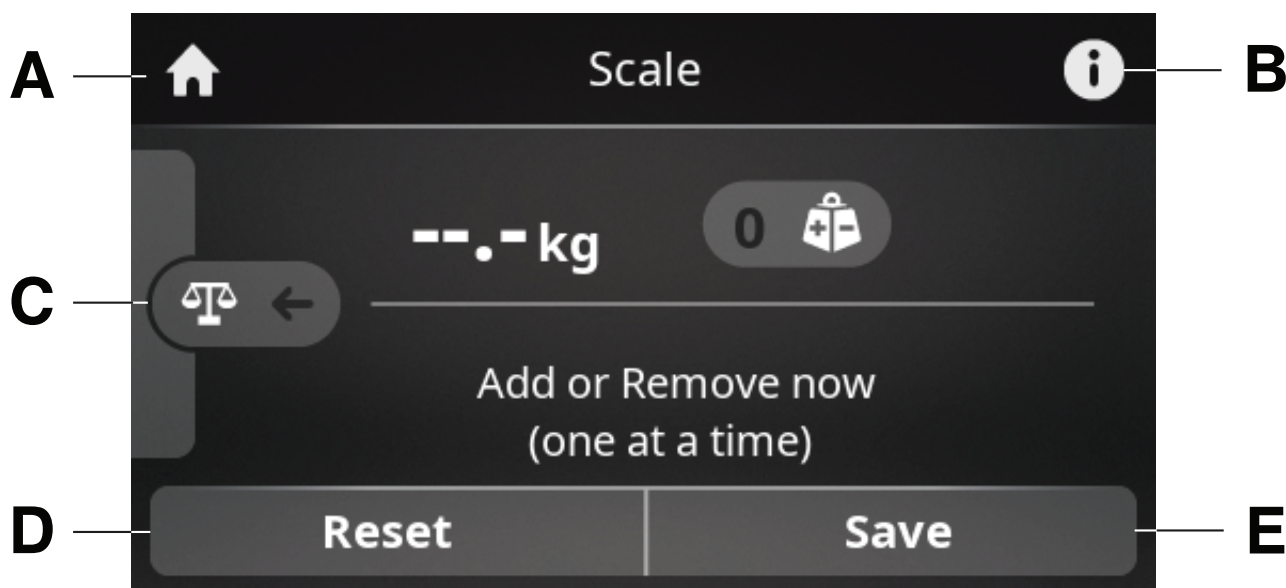 A
Scale
B
--.- kg
0
C
Add or Remove now
(one at a time)
D
Reset
Save
E